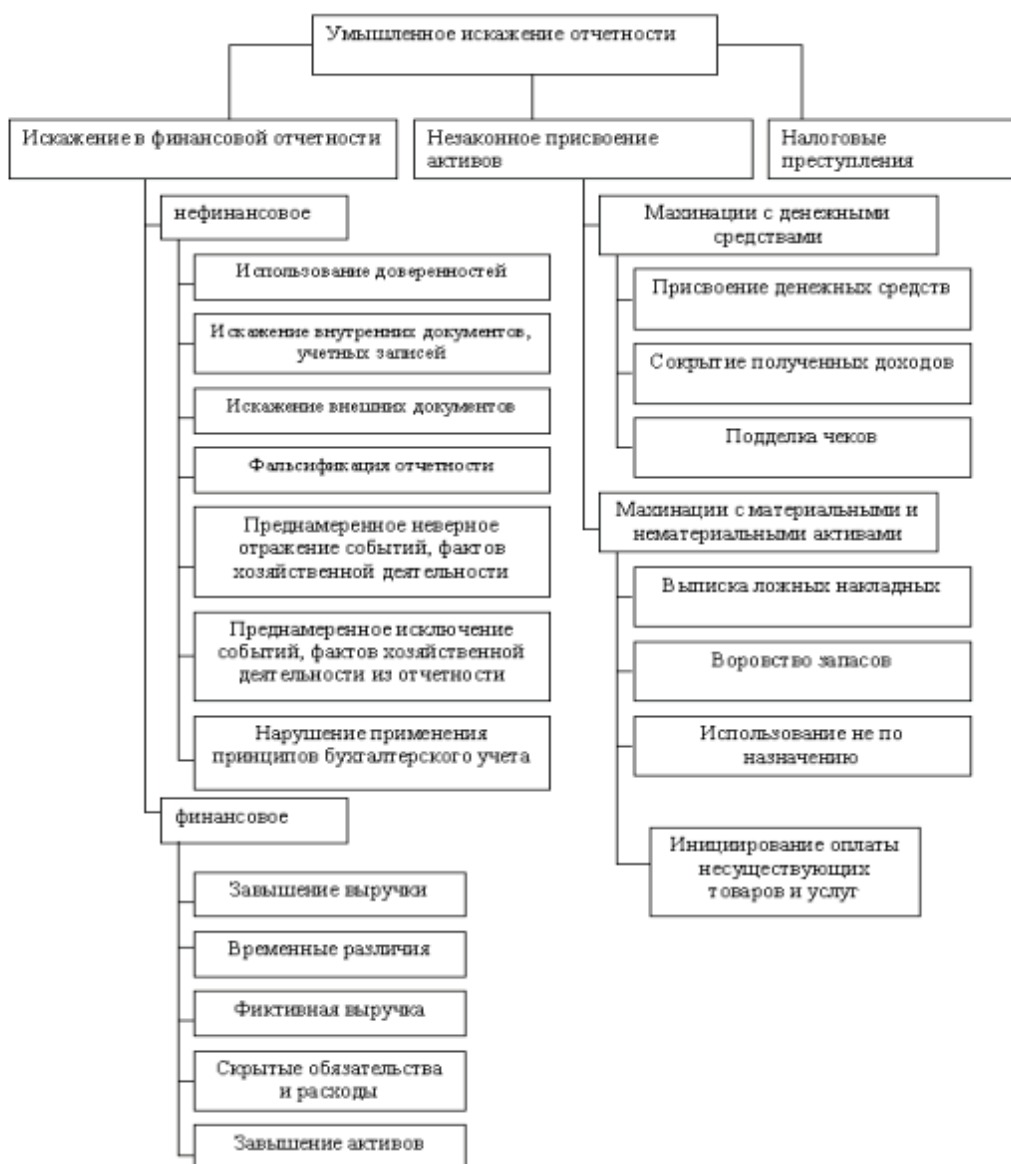 Умышленное искажение отчетности
Искажение в финансовой отчетности
Незаконное присвоение
активов
Налоговые
преступления
нефинансовое
Использование доверенностей
Искажение внутренних документов,
учетных записей
Искажение внешних документов
Фальсификация отчетности
Преднамеренное неверное
отражение событий, фактов
хозяйственной деятельности
Преднамеренное исключение
событий, фактов хозяйственной
деятельности из отчетности
Нарушение применения
принципов бухгалтерского учета
финансовое
Завышение выручки
Временные различия
Фиктивная выручка
Скрытые обязательства
и расходы
Завышение активов
Махинации с денежными
средствами
Присвоение денежных средств
Сокрытие полученных доходов
Подделка чеков
Махинации с материальными и
нематериальными активами
Выписка ложных накладных
Воровство запасов
Использование не по
назначению
Инициирование оплаты
несуществующих
товаров и услуг